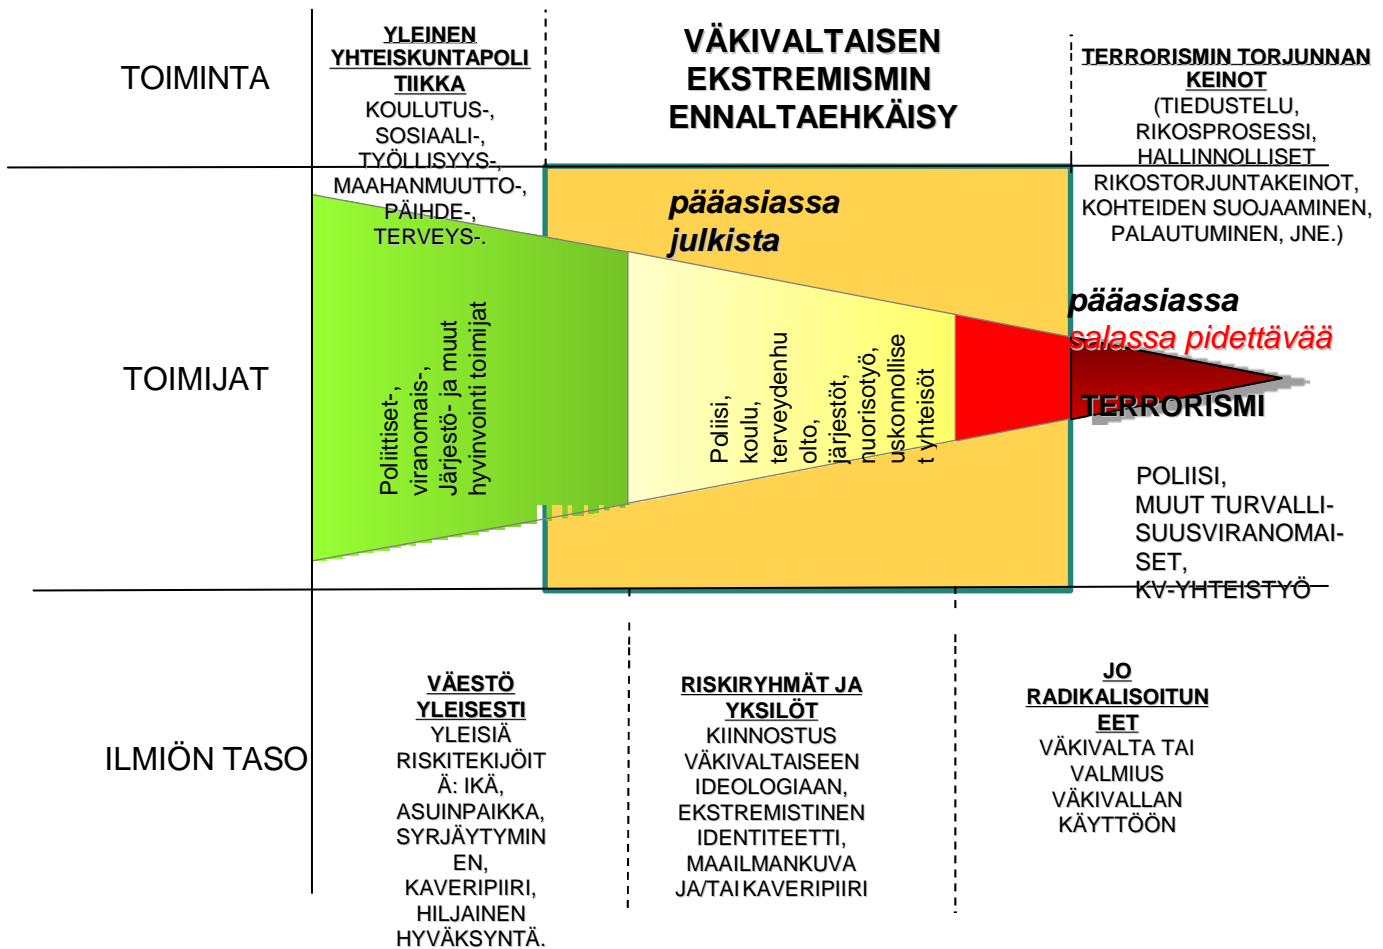 TOIMINTA
YLEINEN
YHTEISKUNTAPOLI
TIIKKA
KOULUTUS-,
SOSIAALI-,
TYÖLLISYYS-,
MAAHANMUUTTO-,
PÄIHDE-,
TERVEYS-.
VÄKIVALTAISEN
EKSTREMISMIN
ENNALTAEHKÄISY
TERRORISMIN TORJUNNAN
KEINOT
(TIEDUSTELU,
RIKOSPROSESSI,
HALLINNOLLISET
RIKOSTORJUNTAKEINOT,
KOHTEIDEN SUOJAAMINEN,
PALAUTUMINEN, JNE.)
TOIMIJAT
Poliittiset-,
viranomais-,
Järjestö- ja muut
hyvinvointi toimijat
pääasiassa
julkista
Poliisi,
koulu,
terveydenhu
olto,
järjestöt,
nuorisotyö,
uskonnollise
t yhteisöt
pääasiassa
salassa pidettävää
TERRORISMI
POLIISI,
MUUT TURVALLI-
SUUSVIRANOMAI-
SET,
KV-YHTEISTYÖ
ILMIÖN TASO
VÄESTÖ
YLEISESTI
YLEISIÄ
RISKITEKIJÖIT
Ä: IKÄ,
ASUINPAIKKA,
SYRJÄYTYMIN
EN,
KAVERIPIIRI,
HILJAINEN
HYVÄKSYNTÄ.
RISKIRYHMÄT JA
YKSILÖT
KIINNOSTUS
VÄKIVALTAISEEN
IDEOLOGIAAN,
EKSTREMISTINEN
IDENTITEETTI,
MAAILMANKUVA
JA/TAI KAVERIPIIRI
JO
RADIKALISOITUN
EET
VÄKIVALTA TAI
VALMIUS
VÄKIVALLAN
KÄYTTÖÖN